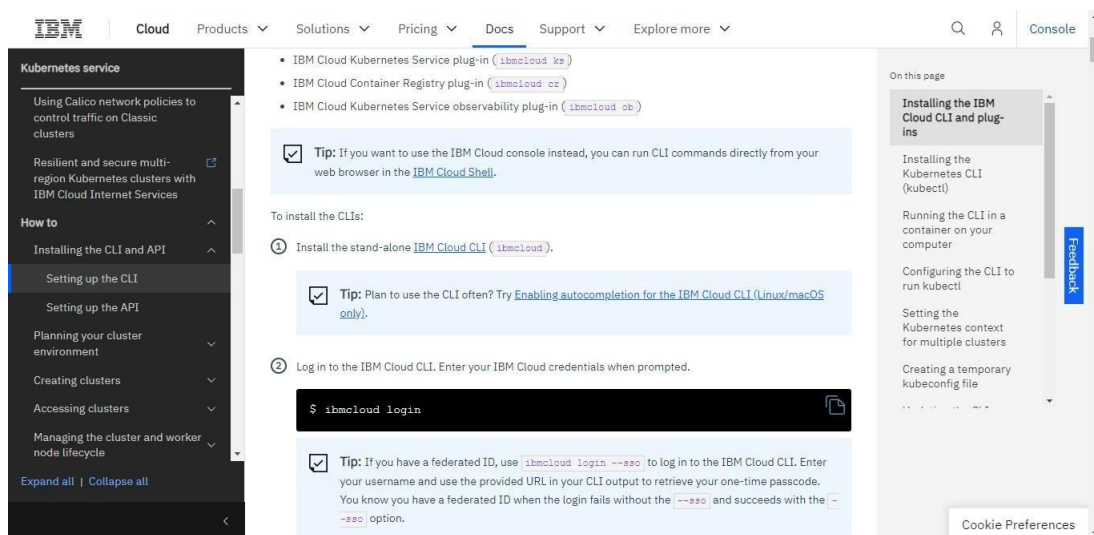 IBM Cloud Products Solutions Pricing Docs Support Explore more Console
Kubernetes service
Using Calico network policies to
control traffic on Classic
clusters
Resilient and secure multi-
region Kubernetes clusters with
IBM Cloud Internet Services
How to
Installing the CLI and API
Setting up the CLI
Setting up the API
Planning your cluster
environment
Creating clusters
Accessing clusters
Managing the cluster and worker
node lifecycle
Expand all | Collapse all
• IBM Cloud Kubernetes Service plug-in ( ibmcloud ks )
• IBM Cloud Container Registry plug-in ( ibmcloud cr )
• IBM Cloud Kubernetes Service observability plug-in ( ibmcloud ob )
Tip: If you want to use the IBM Cloud console instead, you can run CLI commands directly from your
web browser in the IBM Cloud Shell.
To install the CLIs:
1 Install the stand-alone IBM Cloud CLI ( ibmcloud ).
Tip: Plan to use the CLI often? Try Enabling autocompletion for the IBM Cloud CLI (Linux/macOS
only).
2 Log in to the IBM Cloud CLI. Enter your IBM Cloud credentials when prompted.
$ ibmcloud login
Tip: If you have a federated ID, use ibmcloud login --sso to log in to the IBM Cloud CLI. Enter
your username and use the provided URL in your CLI output to retrieve your one-time passcode.
You know you have a federated ID when the login fails without the --sso and succeeds with the -
-sso option.
On this page
Installing the IBM
Cloud CLI and plug-
ins
Installing the
Kubernetes CLI
(kubectl)
Running the CLI in a
container on your
computer
Configuring the CLI to
run kubectl
Setting the
Kubernetes context
for multiple clusters
Creating a temporary
kubeconfig file
Feedback
Cookie Preferences